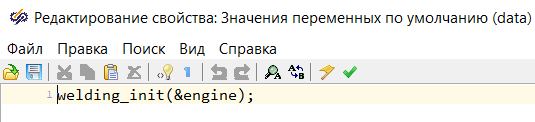 Редактирование свойства: Значения переменных по умолчанию (data)
Файл Правка Поиск Вид Справка
1 welding_init(&engine);